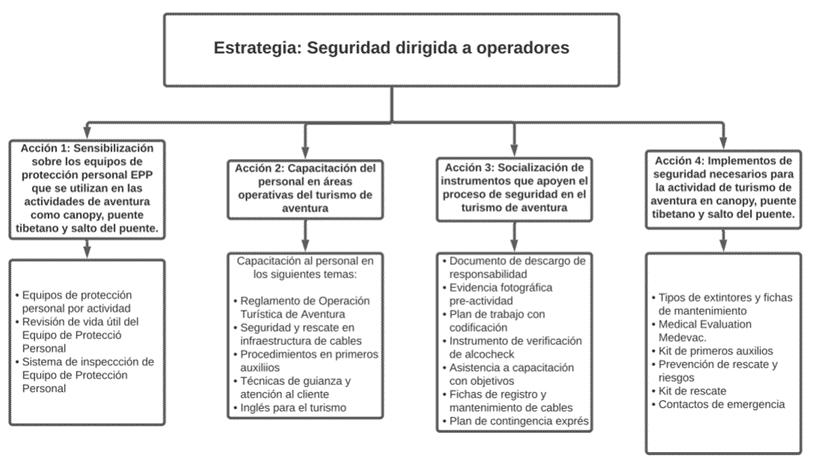 Estrategia: Seguridad dirigida a operadores
Acción 1: Sensibilización
sobre los equipos de
protección personal EPP
que se utilizan en las
actividades de aventura
como canopy, puente
tibetano y salto del puente.
Acción 2: Capacitación del
personal en áreas
operativas del turismo de
aventura
Acción 3: Socialización de
instrumentos que apoyen el
proceso de seguridad en el
turismo de aventura
Acción 4: Implementos de
seguridad necesarios para
la actividad de turismo de
aventura en canopy, puente
tibetano y salto del puente.
• Equipos de protección
personal por actividad
• Revisión de vida útil del
Equipo de Protecció
Personal
• Sistema de inspeccción de
Equipo de Protección
Personal
Capacitación al personal en
los siguientes temas:
• Reglamento de Operación
Turística de Aventura
• Seguridad y rescate en
infraestructura de cables
• Procedimientos en primeros
auxiliios
• Técnicas de guianza y
atención al cliente
• Inglés para el turismo
• Documento de descargo de
responsabilidad
• Evidencia fotográfica
pre-actividad
• Plan de trabajo con
codificación
• Instrumento de verificación
de alcocheck
• Asistencia a capacitación
con objetivos
• Fichas de registro y
mantenimiento de cables
• Plan de contingencia exprés
• Tipos de extintores y fichas
de mantenimiento
• Medical Evaluation
Medevac.
• Kit de primeros auxilios
• Prevención de rescate y
riesgos
• Kit de rescate
• Contactos de emergencia